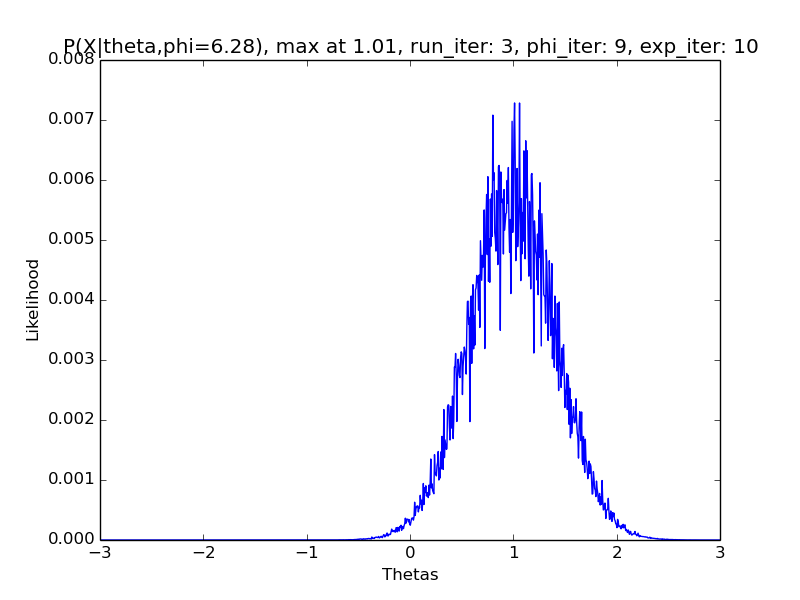 P(X|theta,phi=6.28), max at 1.01, run_iter: 3, phi_iter: 9, exp_iter: 10
0.008
0.007
0.006
0.005
0.004
0.003
0.002
0.001
0.000
Likelihood
−3 −2 −1 0 1 2 3
Thetas